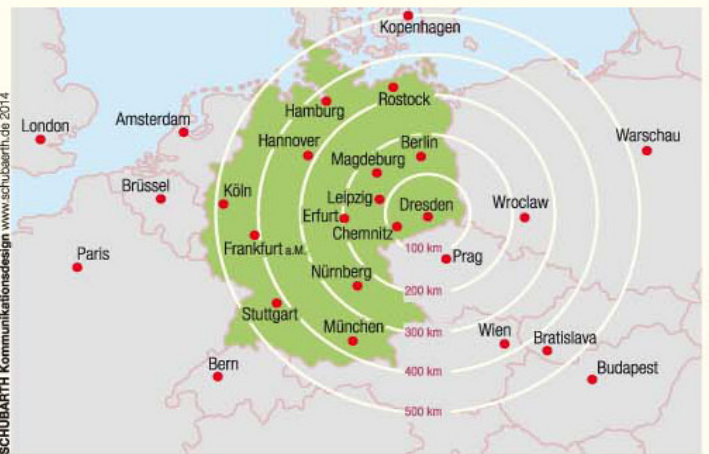 Kopenhagen
Rostock
Hamburg
London
Amsterdam
Hannover
Berlin
Warschau
Magdeburg
Brüssel
Köln
Leipzig
Dresden
Wroclaw
Erfurt
Chemnitz
Frankfurt a.M.
100 km
Prag
Paris
Nürnberg
200 km
Stuttgart
München
300 km
Wien
Bratislava
Bern
400 km
Budapest
500 km
SCHUBARTH Kommunikationsdesign www.schubaerth.de 2014